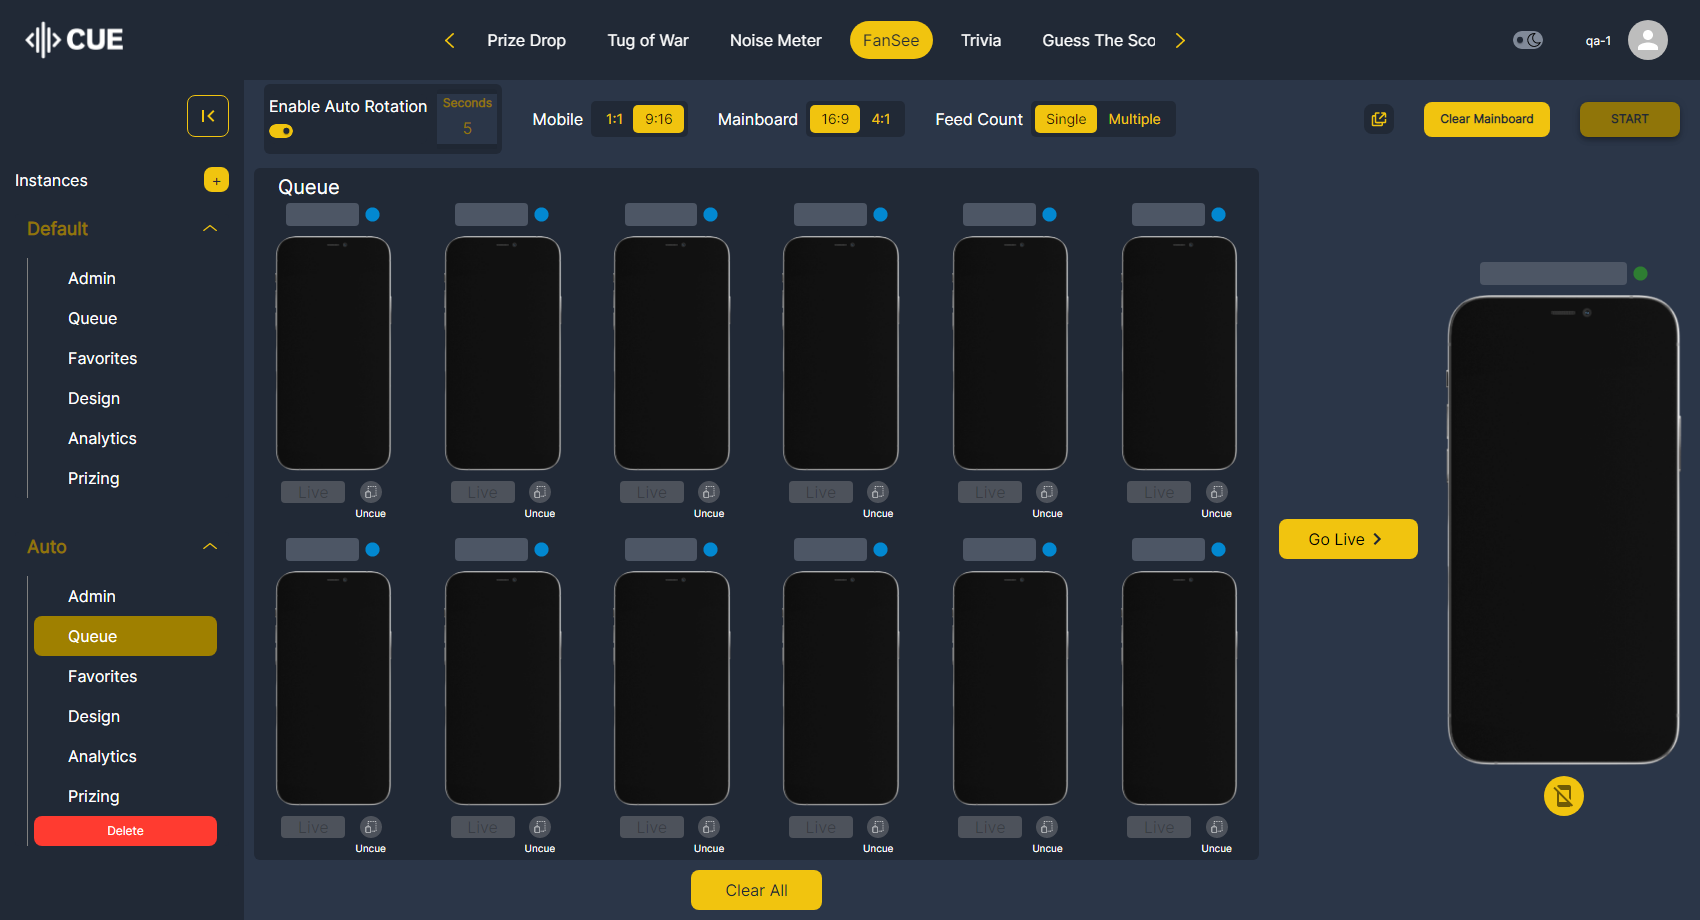 CUE
Prize Drop
Tug of War
Noise Meter
FanSee
Trivia
Guess The Sco
qa-1
Enable Auto Rotation
Seconds
5
Mobile
1:1
9:16
Mainboard
16:9
4:1
Feed Count
Single
Multiple
Clear Mainboard
START
Instances
+
Default
Admin
Queue
Favorites
Design
Analytics
Prizing
Auto
Admin
Queue
Favorites
Design
Analytics
Prizing
Delete
Queue
Live
Live
Live
Live
Live
Live
Uncue
Uncue
Uncue
Uncue
Uncue
Uncue
Live
Live
Live
Live
Live
Live
Uncue
Uncue
Uncue
Uncue
Uncue
Uncue
Clear All
Go Live